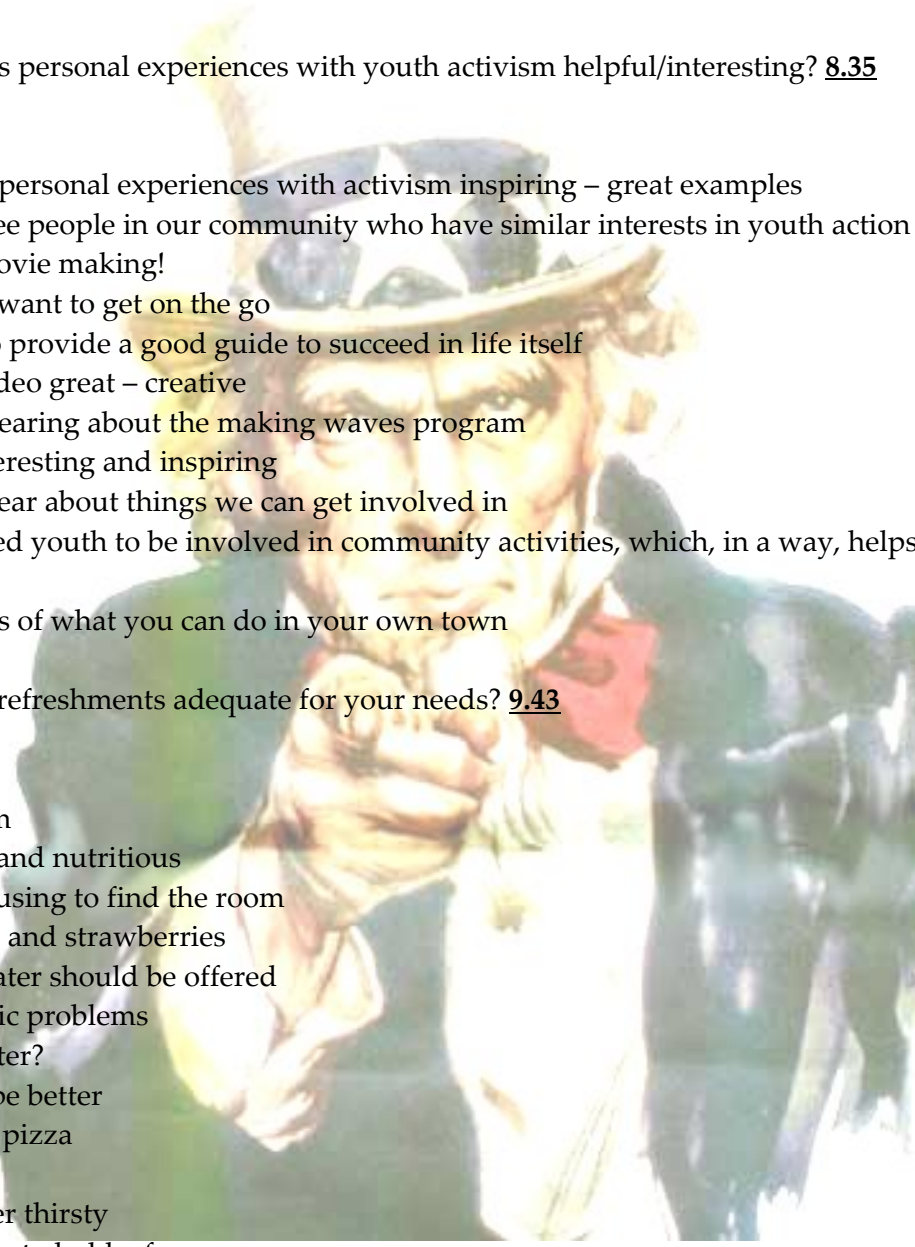 s personal experiences with youth activism helpful/interesting? 8.35
personal experiences with activism inspiring – great examples
ee people in our community who have similar interests in youth action
ovie making!
want to get on the go
provide a good guide to succeed in life itself
deo great – creative
earing about the making waves program
eresting and inspiring
ear about things we can get involved in
ed youth to be involved in community activities, which, in a way, helps
s of what you can do in your own town
refreshments adequate for your needs? 9.43
n
and nutritious
using to find the room
and strawberries
ater should be offered
ic problems
ter?
be better
pizza
er thirsty